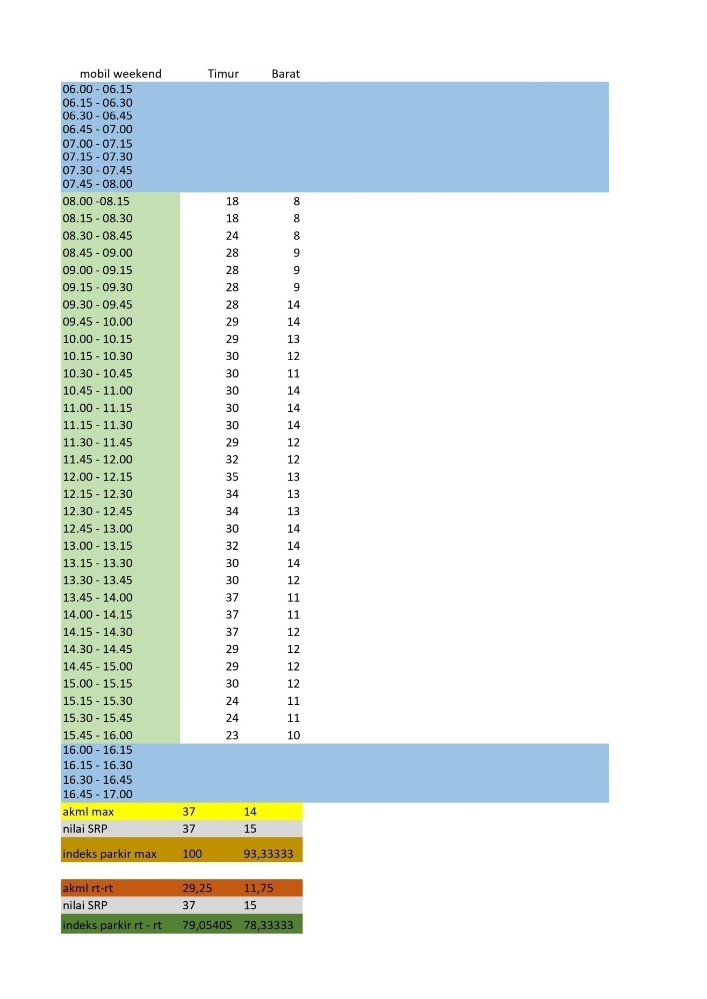 mobil weekend Timur Barat
06.00 - 06.15
06.15 - 06.30
06.30 - 06.45
06.45 - 07.00
07.00 - 07.15
07.15 - 07.30
07.30 - 07.45
07.45 - 08.00
08.00 -08.15 18 8
08.15 - 08.30 18 8
08.30 - 08.45 24 8
08.45 - 09.00 28 9
09.00 - 09.15 28 9
09.15 - 09.30 28 9
09.30 - 09.45 28 14
09.45 - 10.00 29 14
10.00 - 10.15 29 13
10.15 - 10.30 30 12
10.30 - 10.45 30 11
10.45 - 11.00 30 14
11.00 - 11.15 30 14
11.15 - 11.30 30 14
11.30 - 11.45 29 12
11.45 - 12.00 32 12
12.00 - 12.15 35 13
12.15 - 12.30 34 13
12.30 - 12.45 34 13
12.45 - 13.00 30 14
13.00 - 13.15 32 14
13.15 - 13.30 30 14
13.30 - 13.45 30 12
13.45 - 14.00 37 11
14.00 - 14.15 37 11
14.15 - 14.30 37 12
14.30 - 14.45 29 12
14.45 - 15.00 29 12
15.00 - 15.15 30 12
15.15 - 15.30 24 11
15.30 - 15.45 24 11
15.45 - 16.00 23 10
16.00 - 16.15
16.15 - 16.30
16.30 - 16.45
16.45 - 17.00
akml max 37 14
nilai SRP 37 15
indeks parkir max 100 93,33333
akml rt-rt 29,25 11,75
nilai SRP 37 15
indeks parkir rt - rt 79,05405 78,33333